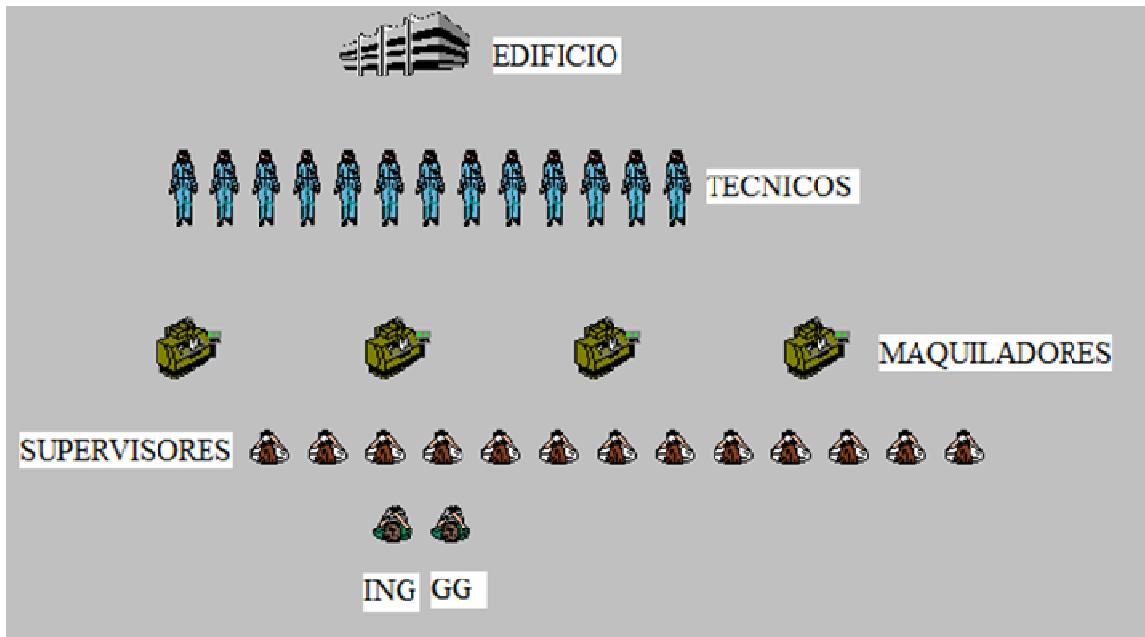 EDIFICIO
TECNICOS
MAQUILADORES
SUPERVISORES
ING GG